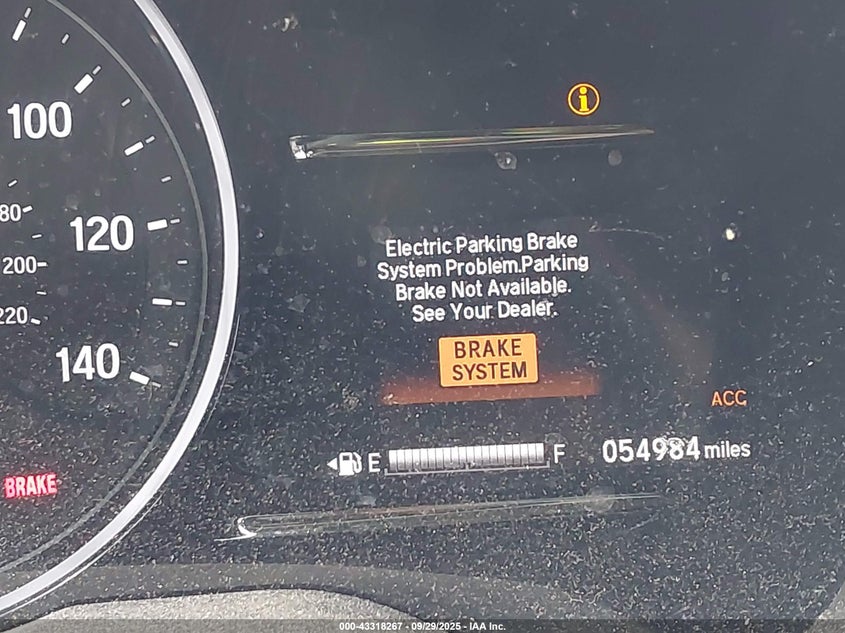 100
80
120
200
220
140
BRAKE
i
Electric Parking Brake
System Problem.Parking
Brake Not Available.
See Your Dealer.
BRAKE
SYSTEM
ACC
E F 054984 miles
000-43318267 - 09/29/2025 - IAA Inc.